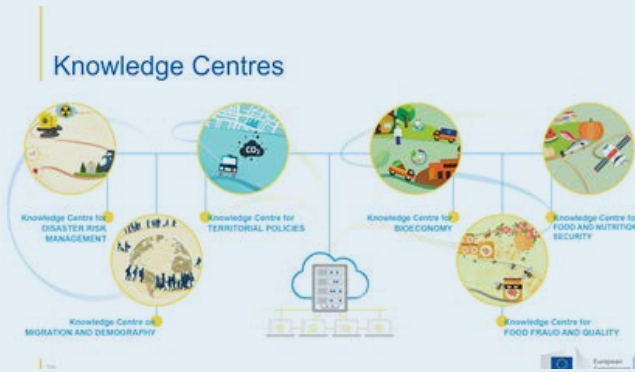 Knowledge Centres
CO₂
Knowledge Centre for
DISASTER RISK
MANAGEMENT
Knowledge Centre for
TERRITORIAL POLICIES
Knowledge Centre for
BIOECONOMY
Knowledge Centre for
FOOD AND NUTRITION
SECURITY
Knowledge Centre on
MIGRATION AND DEMOGRAPHY
Knowledge Centre for
FOOD FRAUD AND QUALITY
European